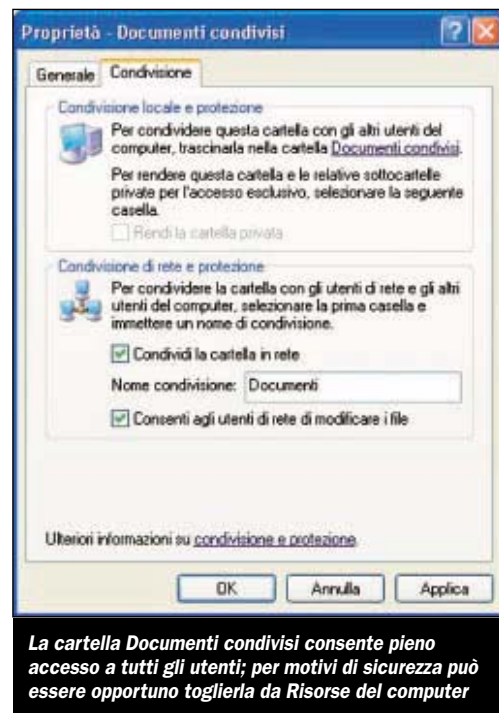 Proprietà - Documenti condivisi
Generale
Condivisione
Condivisione locale e protezione
Per condividere questa cartella con gli altri utenti del
computer, trascinarla nella cartella Documenti condivisi.
Per rendere questa cartella e le relative sottocartelle
private per l'accesso esclusivo, selezionare la seguente
casella.
Rendi la cartella privata
Condivisione di rete e protezione
Per condividere la cartella con gli utenti di rete e gli altri
utenti del computer, selezionare la prima casella e
immettere un nome di condivisione.
Condividi la cartella in rete
Nome condivisione: Documenti
Consenti agli utenti di rete di modificare i file
Ulteriori informazioni su condivisione e protezione.
OK
Annulla
Applica
La cartella Documenti condivisi consente pieno
accesso a tutti gli utenti; per motivi di sicurezza può
essere opportuno toglierla da Risorse del computer